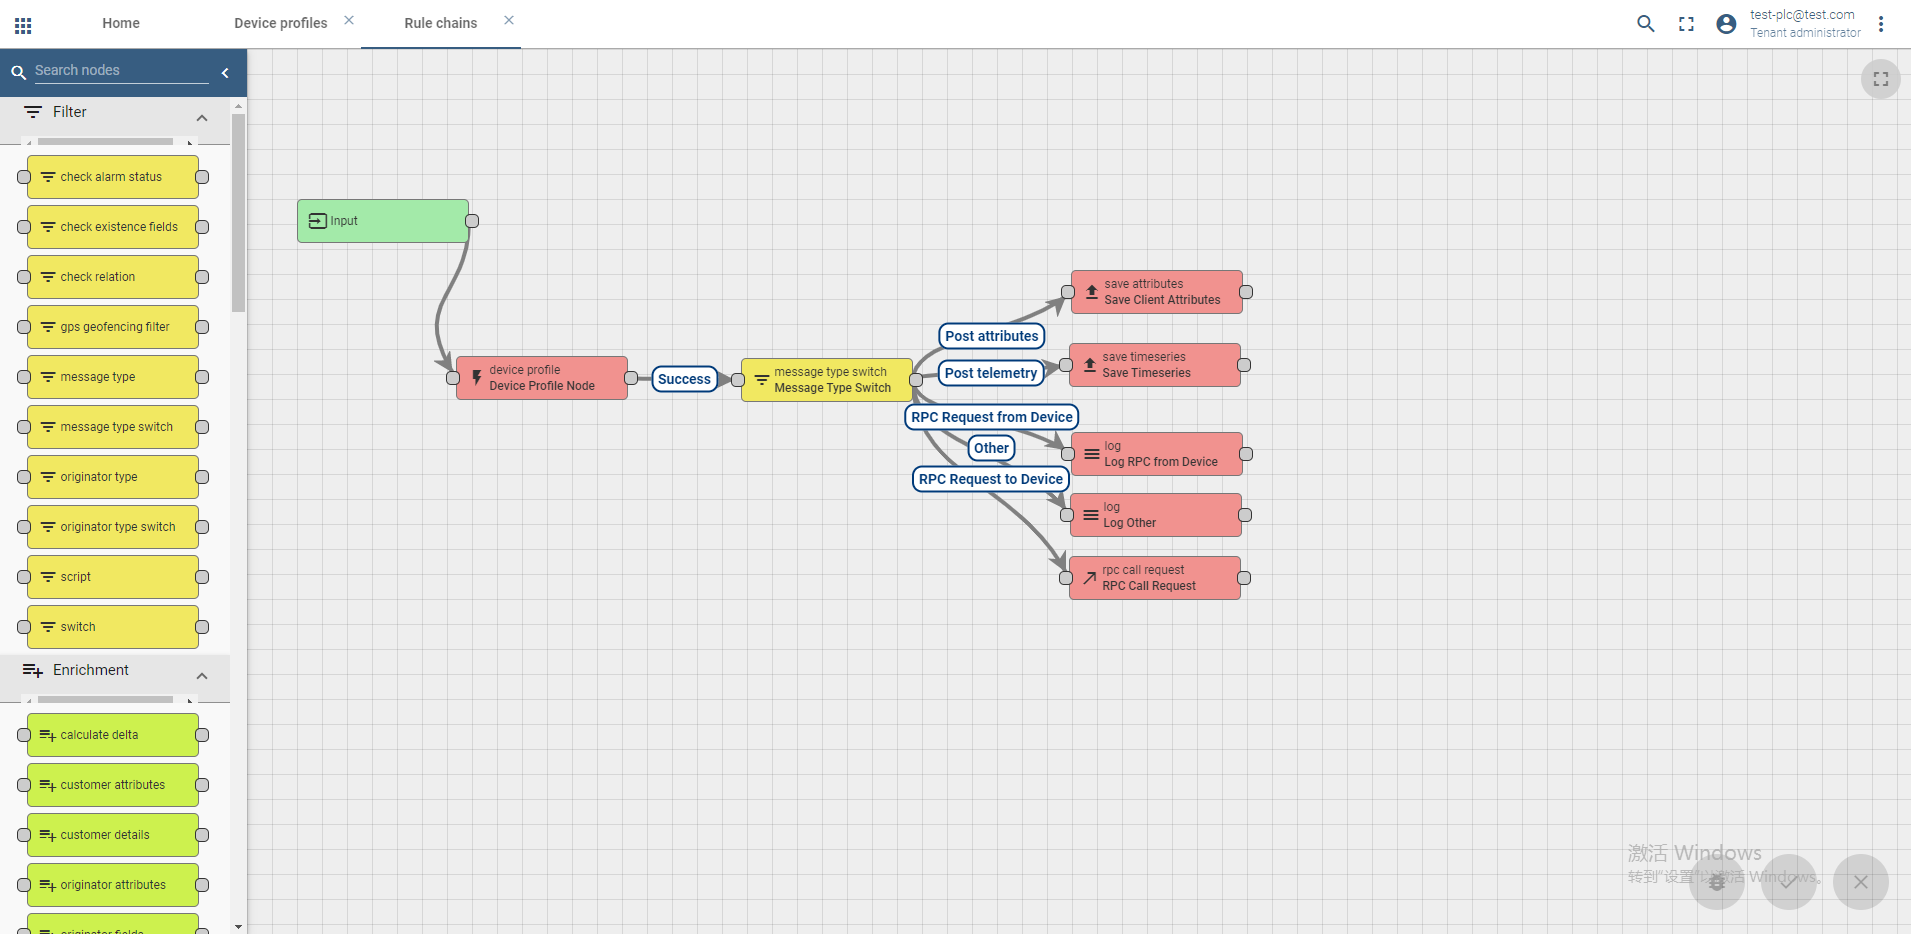 Home
Device profiles
Rule chains
test-plc@test.com
Tenant administrator
Search nodes
Filter
check alarm status
check existence fields
check relation
gps geofencing filter
message type
message type switch
originator type
originator type switch
script
switch
Enrichment
calculate delta
customer attributes
customer details
originator attributes
originator fields
Input
device profile
Device Profile Node
Success
message type switch
Message Type Switch
Post attributes
Post telemetry
RPC Request from Device
Other
RPC Request to Device
save attributes
Save Client Attributes
save timeseries
Save Timeseries
log
Log RPC from Device
log
Log Other
rpc call request
RPC Call Request
激活 Windows
转到"设置"以激活 Windows。